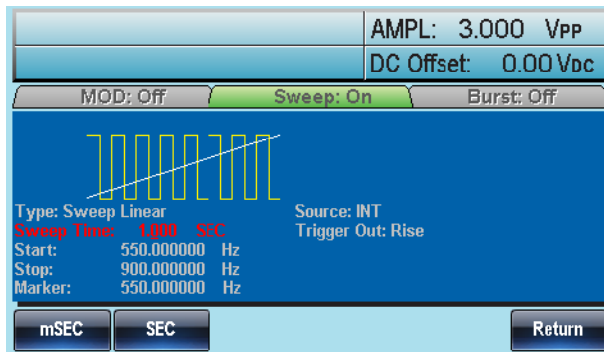 AMPL: 3.000 VPP
DC Offset: 0.00 VDC
MOD: Off Sweep: On Burst: Off
Type: Sweep Linear Source: INT
Sweep Time: 1.000 SEC Trigger Out: Rise
Start: 550.000000 Hz
Stop: 900.000000 Hz
Marker: 550.000000 Hz
mSEC SEC Return